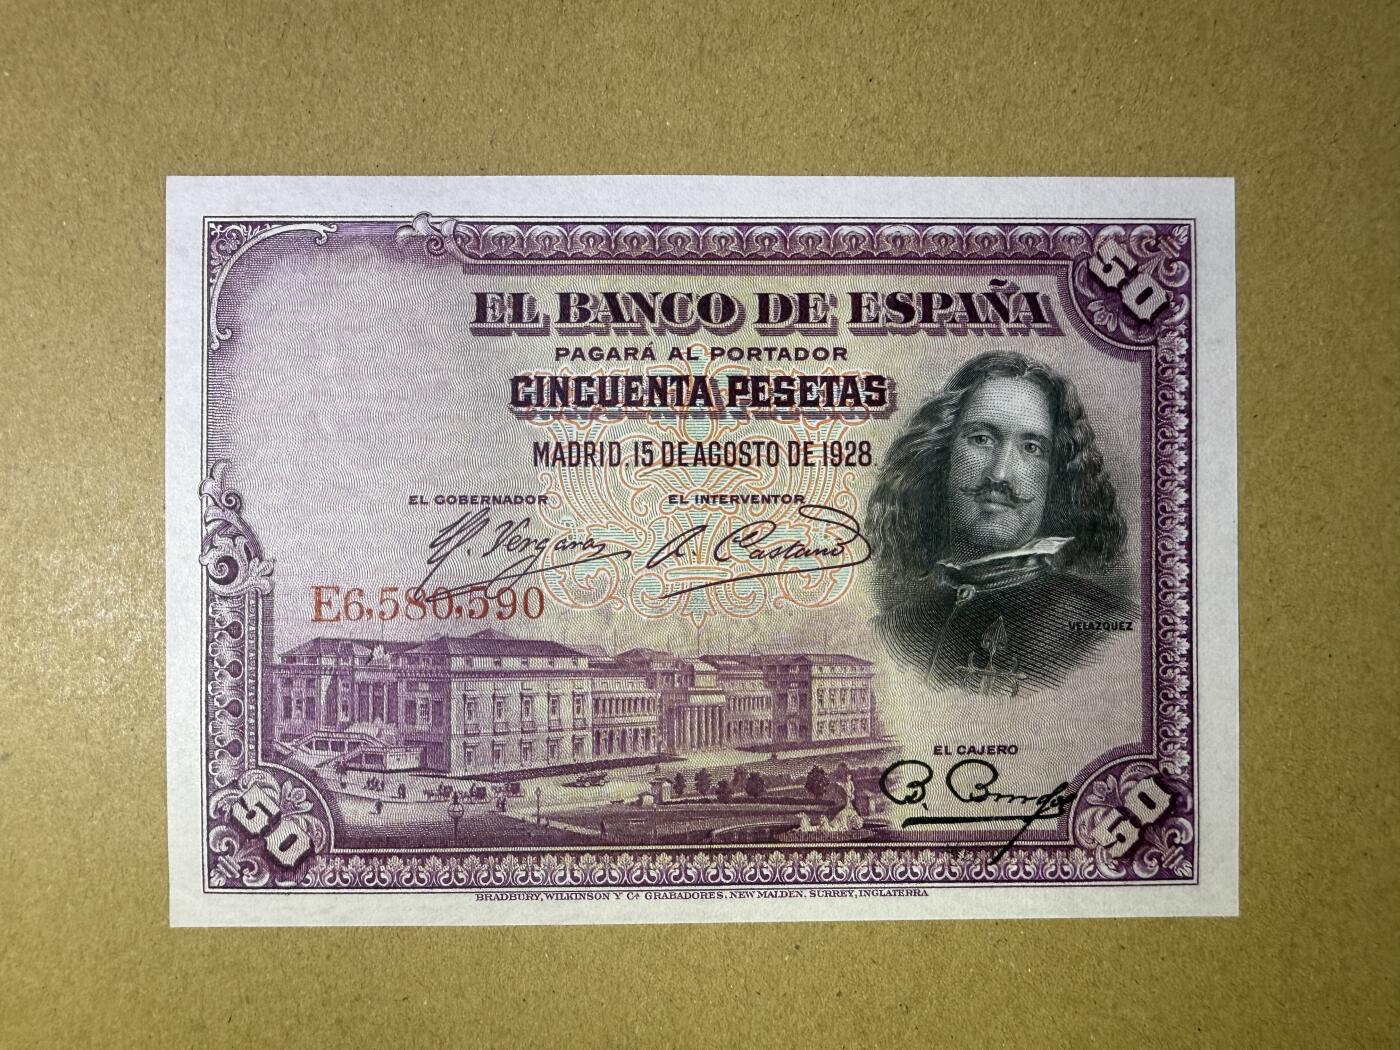 50
EL BANCO DE ESPAÑA
PAGARÁ AL PORTADOR
CINCUENTA PESETAS
MADRID, 15 DE AGOSTO DE 1928
EL GOBERNADOR EL INTERVENTOR
E6,580,590
VELAZQUEZ
EL CAJERO
50 50
BRADBURY, WILKINSON Y Cª GRABADORES, NEW MALDEN, SURREY, INGLATERRA